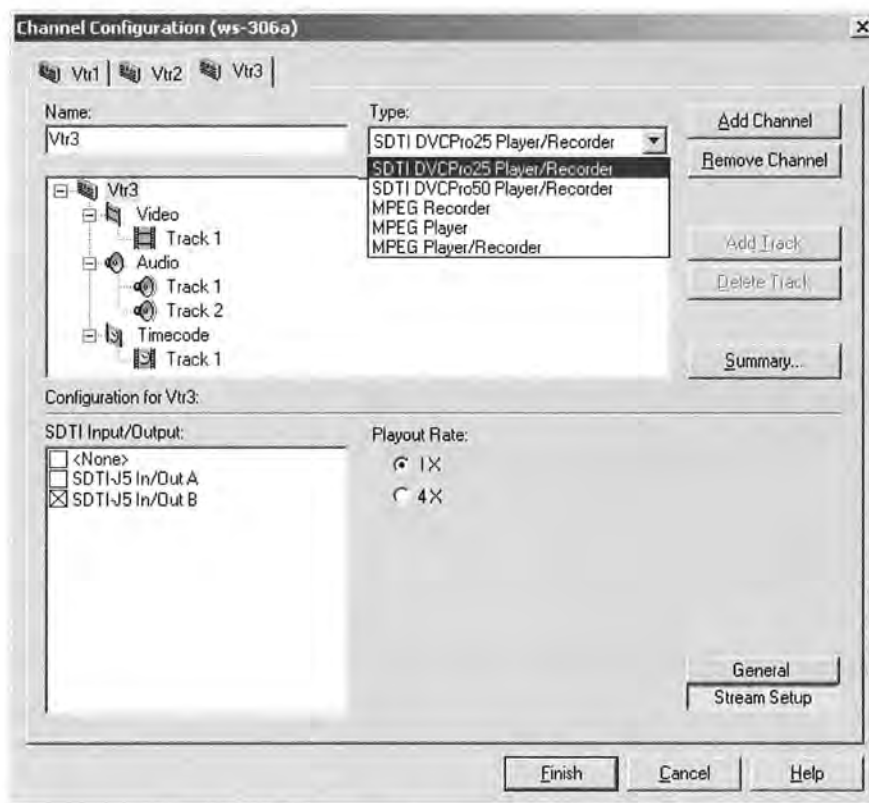 Channel Configuration (ws-306a)
Vtr1 Vtr2 Vtr3
Name:
Vtr3
Type:
SDTI DVCPro25 Player/Recorder
SDTI DVCPro25 Player/Recorder
SDTI DVCPro50 Player/Recorder
MPEG Recorder
MPEG Player
MPEG Player/Recorder
Add Channel
Remove Channel
Vtr3
Video
Track 1
Audio
Track 1
Track 2
Timecode
Track 1
Add Track
Delete Track
Summary...
Configuration for Vtr3:
SDTI Input/Output:
<None>
SDTI-J5 In/Out A
SDTI-J5 In/Out B
Playout Rate:
1X
4X
General
Stream Setup
Finish
Cancel
Help